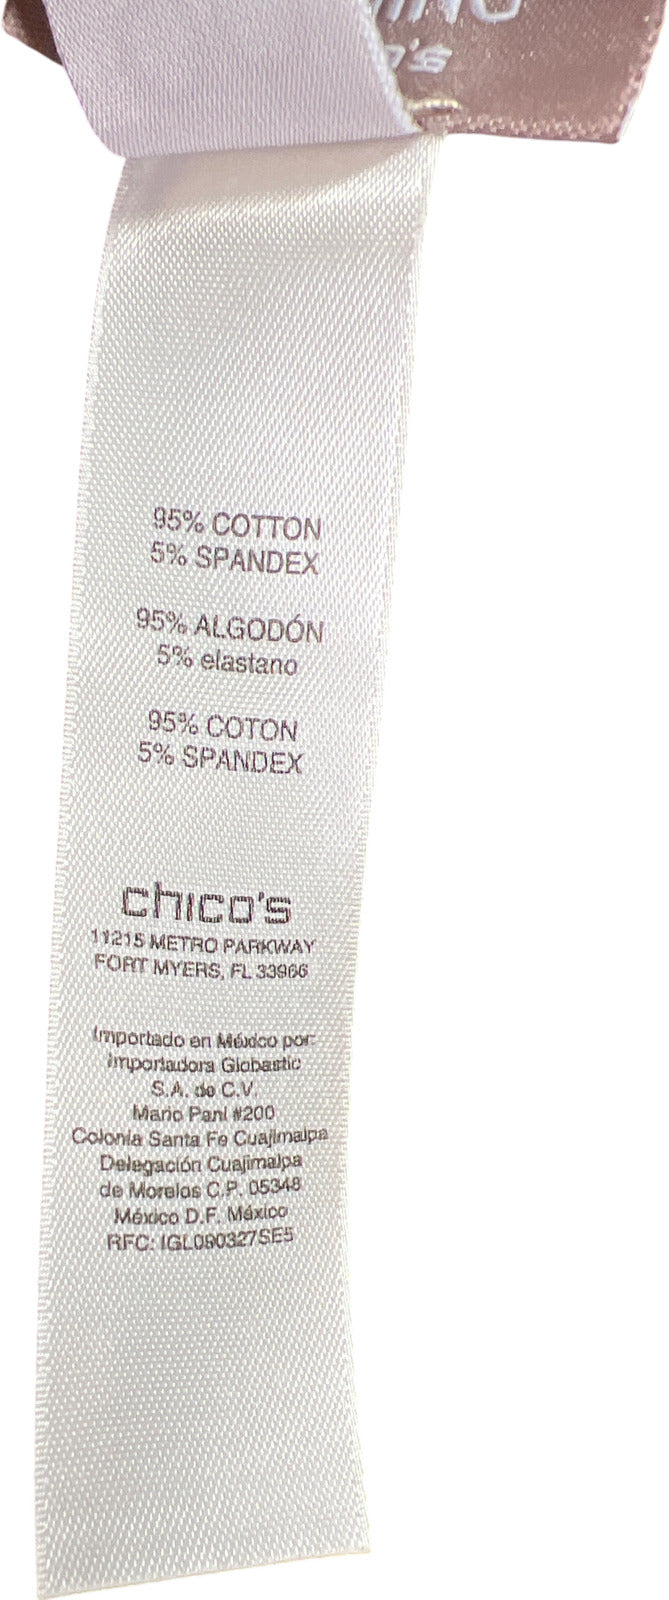 95% COTTON
5% SPANDEX
95% ALGODÓN
5% elastano
95% COTON
5% SPANDEX
chico's
11215 METRO PARKWAY
FORT MYERS, FL 33966
Importado en México por:
Importadora Globastic
S.A. de C.V.
Mario Pani #200
Colonia Santa Fe Cuajimalpa
Delegación Cuajimalpa
de Morelos C.P. 05348
México D.F. México
RFC: IGL090327SE5